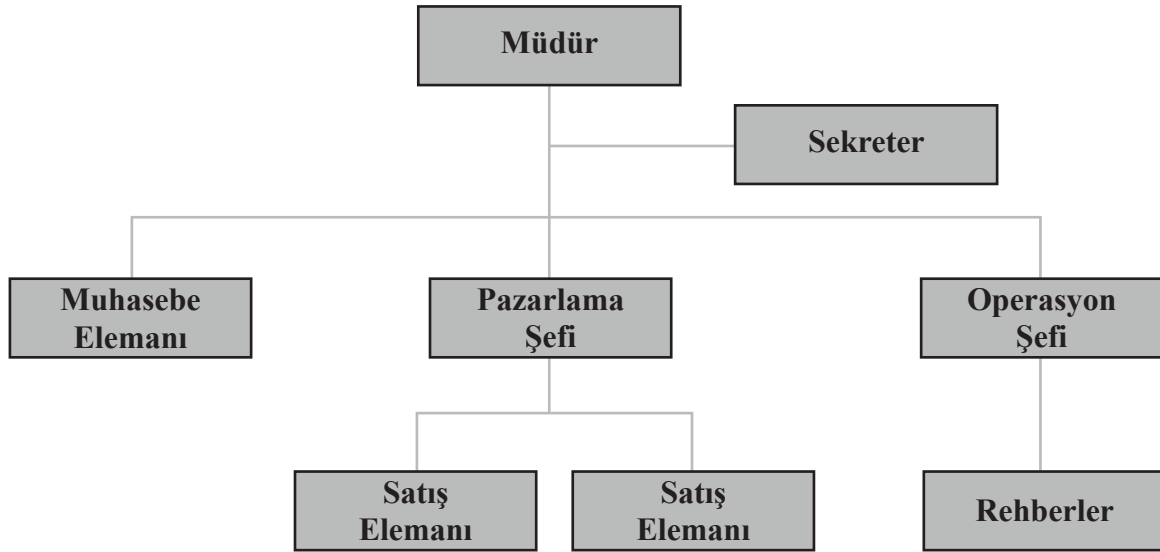 Müdür
Sekreter
Muhasebe
Elemanı
Pazarlama
Şefi
Operasyon
Şefi
Satış
Elemanı
Satış
Elemanı
Rehberler